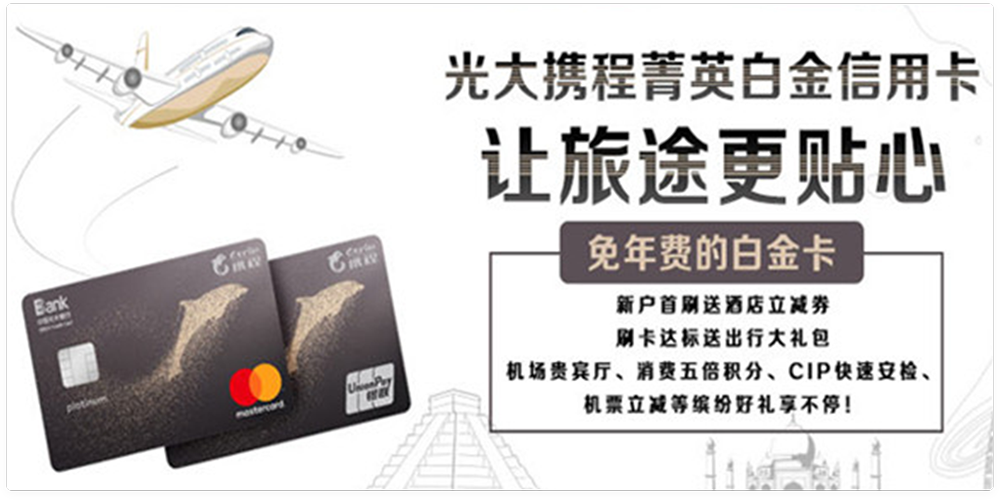 光大携程菁英白金信用卡
让旅途更贴心
免年费的白金卡
新户首刷送酒店立减券
刷卡达标送出行大礼包
机场贵宾厅、消费五倍积分、CIP快速安检、
机票立减等缤纷好礼享不停！
Bank
platinum
mastercard
携程
携程
UnionPay
银联